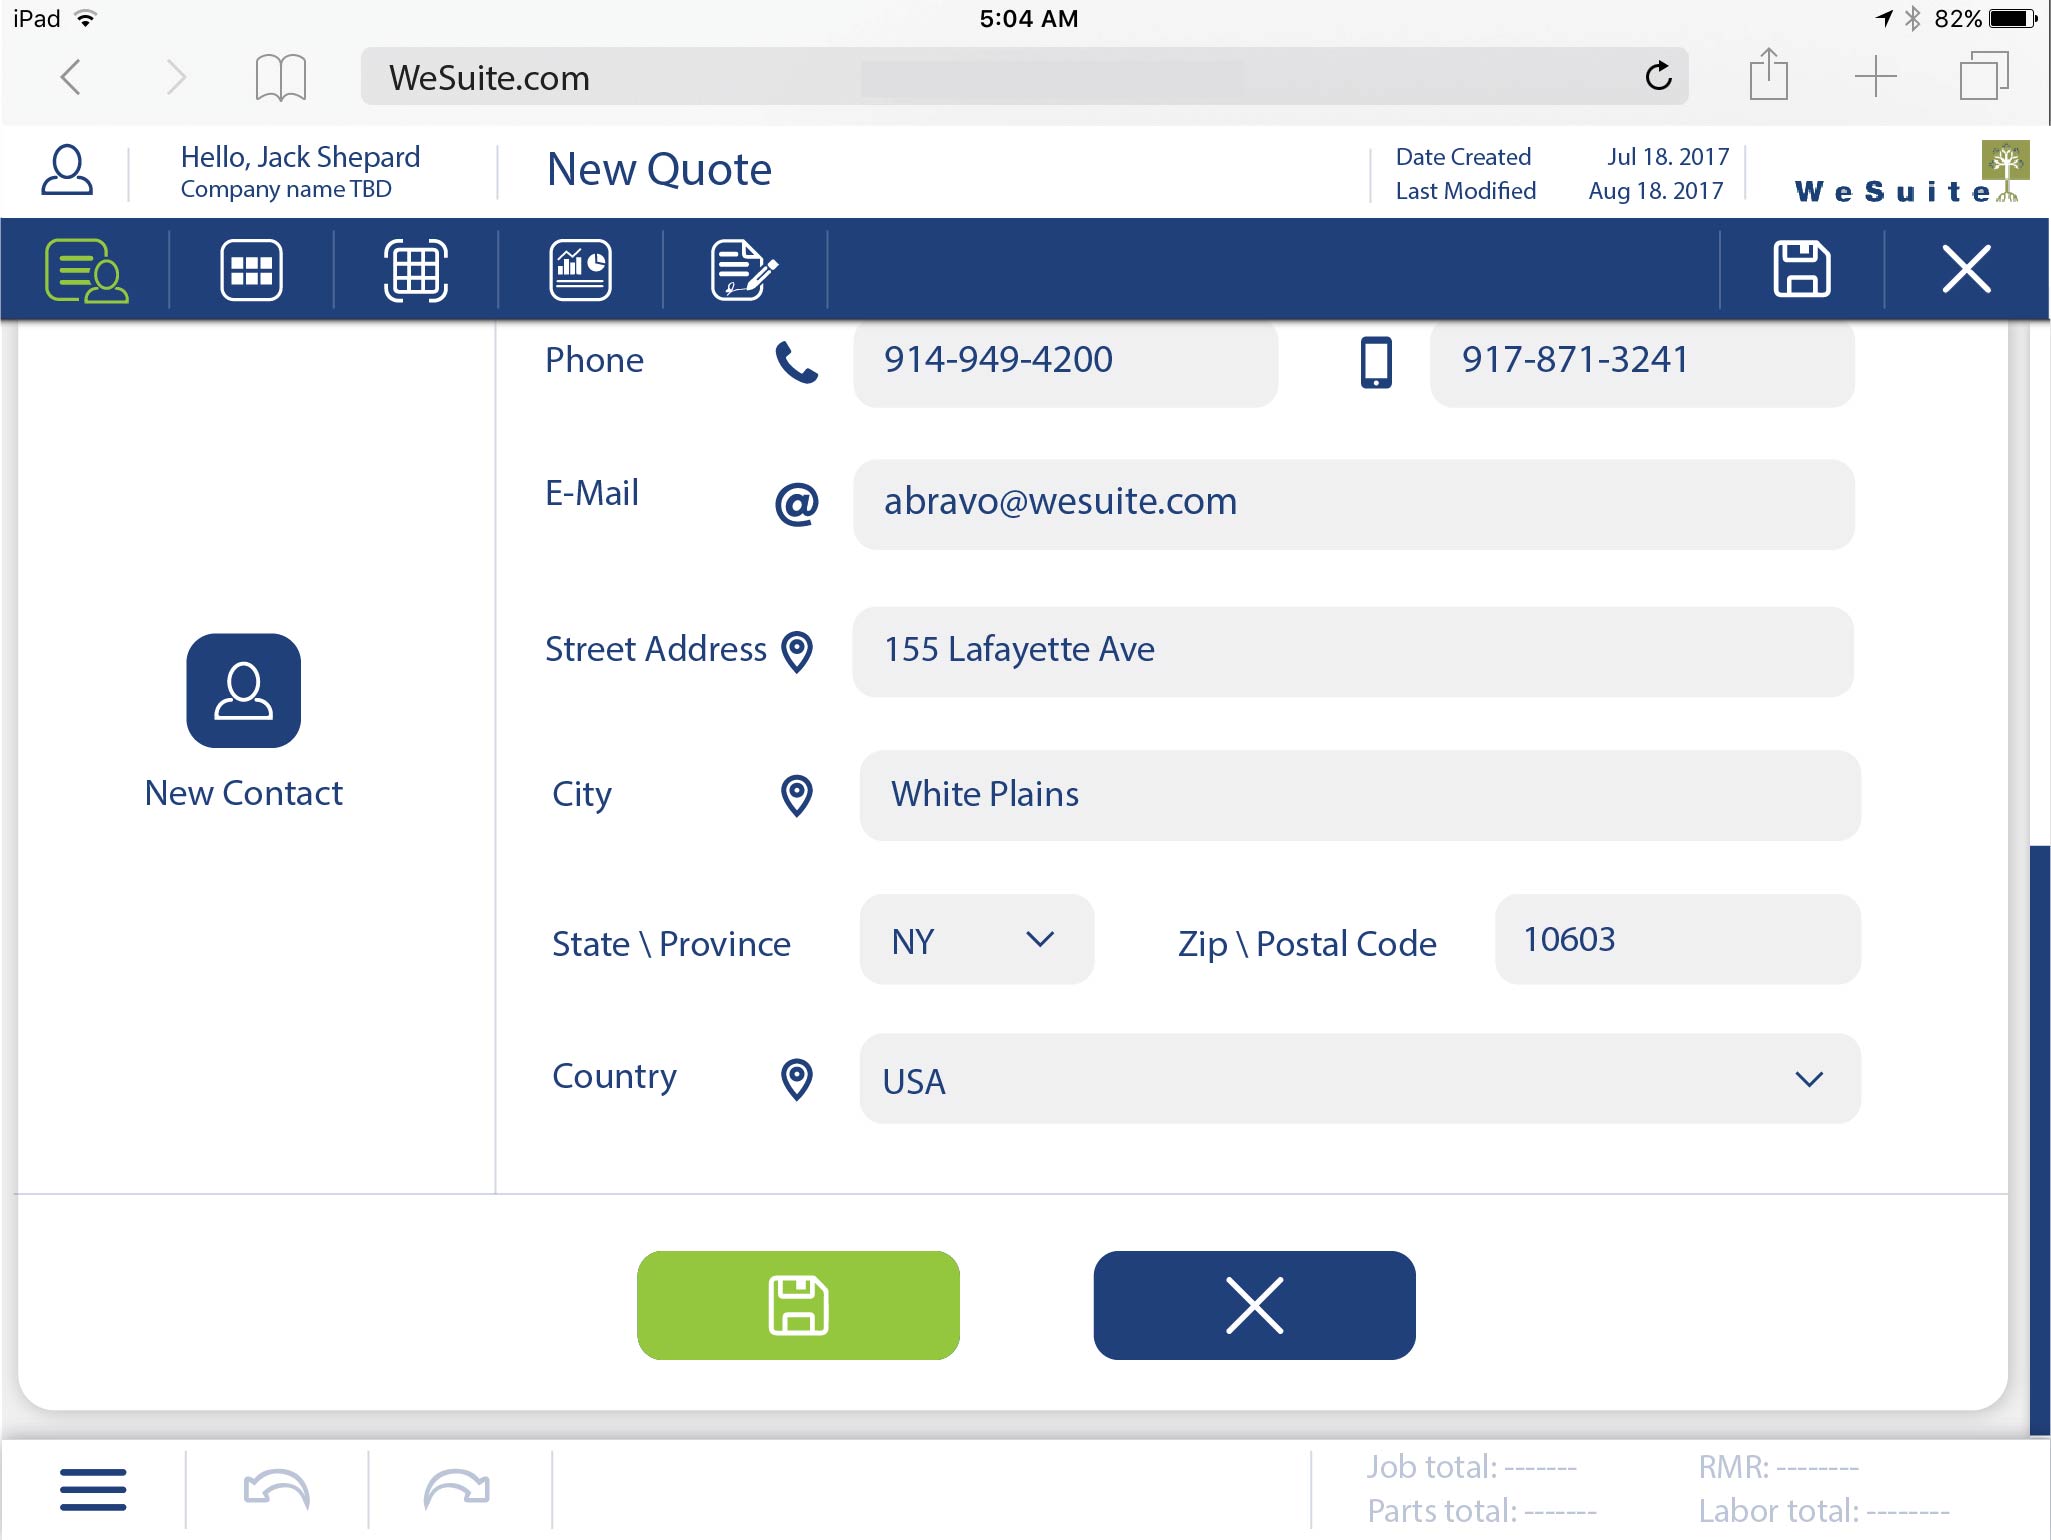 iPad 5:04 AM 82%
WeSuite.com
Hello, Jack Shepard
Company name TBD
New Quote
Date Created Jul 18. 2017
Last Modified Aug 18. 2017
WeSuite
Phone 914-949-4200 917-871-3241
E-Mail @ abravo@wesuite.com
Street Address 155 Lafayette Ave
New Contact
City White Plains
State \ Province NY Zip \ Postal Code 10603
Country USA
Job total: ------- RMR: --------
Parts total: ------- Labor total: --------